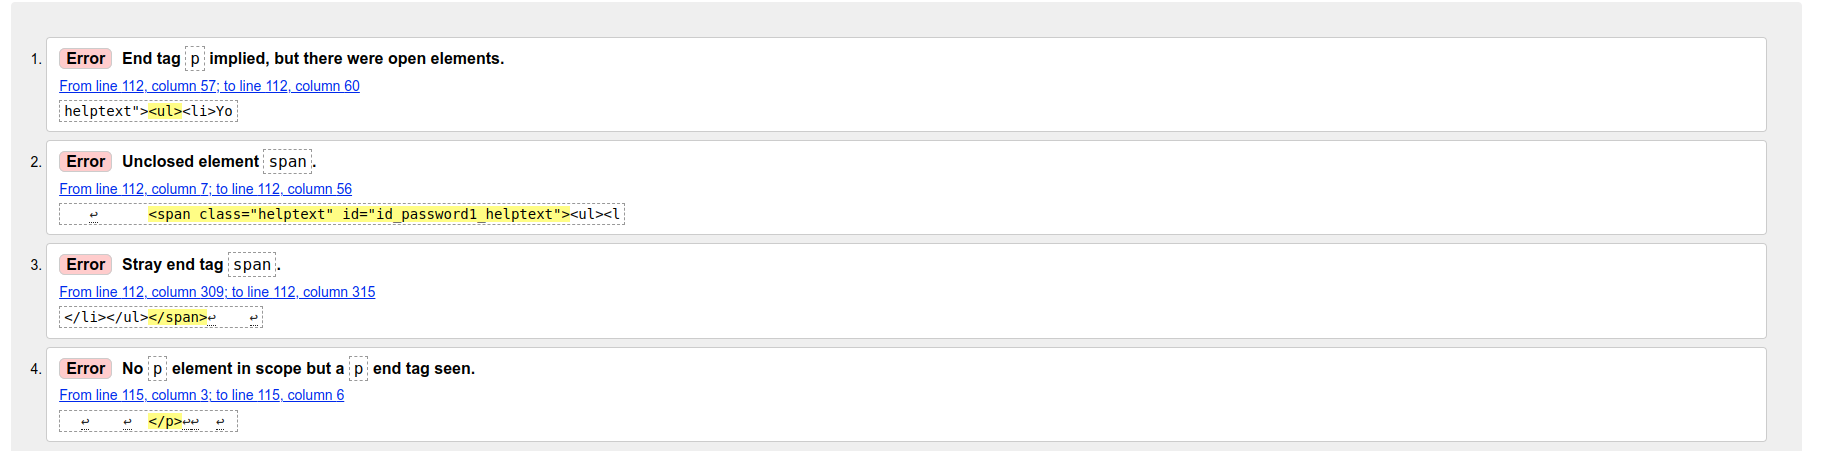 1. Error End tag p implied, but there were open elements.
From line 112, column 57; to line 112, column 60
helptext"><ul><li>Yo
2. Error Unclosed element span.
From line 112, column 7; to line 112, column 56
↩ <span class="helptext" id="id_password1_helptext"><ul><l
3. Error Stray end tag span.
From line 112, column 309; to line 112, column 315
</li></ul></span>↩ ↩
4. Error No p element in scope but a p end tag seen.
From line 115, column 3; to line 115, column 6
↩ ↩ </p>↩↩ ↩